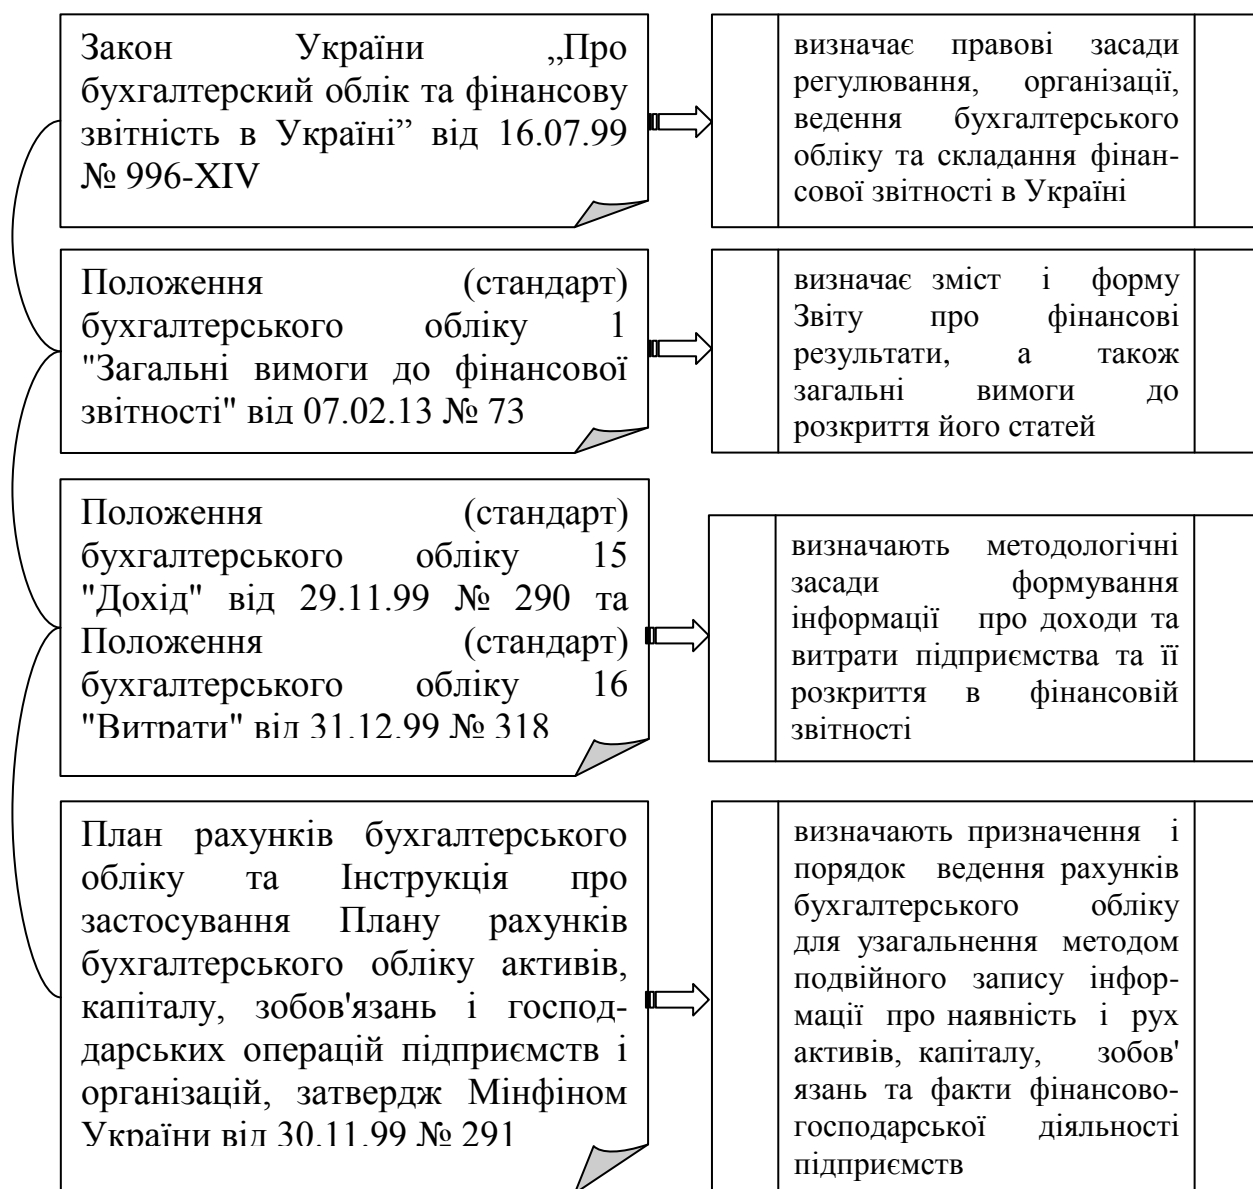 Закон України „Про
бухгалтерский облік та фінансову
звітність в Україні” від 16.07.99
№ 996-XIV
визначає правові засади
регулювання, організації,
ведення бухгалтерського
обліку та складання фінан-
сової звітності в Україні
Положення (стандарт)
бухгалтерського обліку 1
"Загальні вимоги до фінансової
звітності" від 07.02.13 № 73
визначає зміст і форму
Звіту про фінансові
результати, а також
загальні вимоги до
розкриття його статей
Положення (стандарт)
бухгалтерського обліку 15
"Дохід" від 29.11.99 № 290 та
Положення (стандарт)
бухгалтерського обліку 16
"Витрати" від 31.12.99 № 318
визначають методологічні
засади формування
інформації про доходи та
витрати підприємства та її
розкриття в фінансовій
звітності
План рахунків бухгалтерського
обліку та Інструкція про
застосування Плану рахунків
бухгалтерського обліку активів,
капіталу, зобов'язань і господ-
дарських операцій підприємств і
організацій, затвердж Мінфіном
України від 30.11.99 № 291
визначають призначення і
порядок ведення рахунків
бухгалтерського обліку
для узагальнення методом
подвійного запису інфор-
мації про наявність і рух
активів, капіталу, зобов'
язань та факти фінансово-
господарської діяльності
підприємств